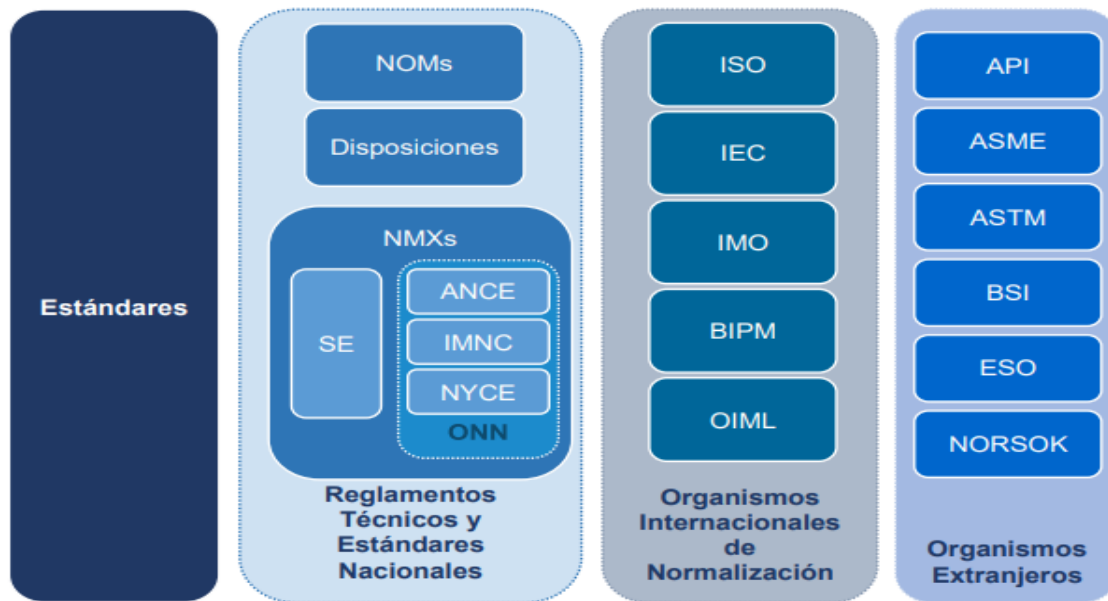 Estándares
NOMs
Disposiciones
NMXs
SE
ANCE
IMNC
NYCE
ONN
Reglamentos
Técnicos y
Estándares
Nacionales
ISO
IEC
IMO
BIPM
OIML
Organismos
Internacionales
de
Normalización
API
ASME
ASTM
BSI
ESO
NORSOK
Organismos
Extranjeros